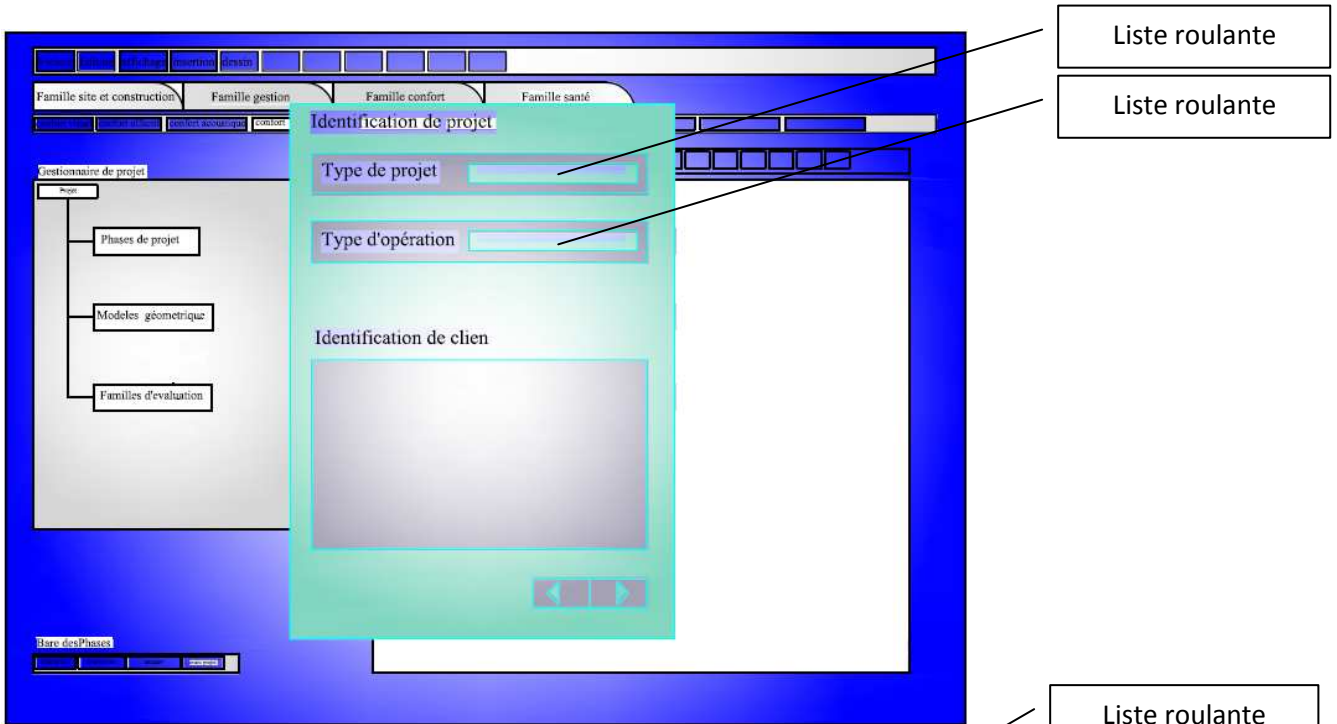 Liste roulante
Liste roulante
affichage insertion dessin
Famille site et construction Famille gestion Famille confort Famille santé
confort acoustique confort
Identification de projet
Type de projet
Gestionnaire de projet
Projet
Type d'opération
Phases de projet
Modeles géometrique
Identification de clien
Familles d'evaluation
Bare desPhases
Liste roulante